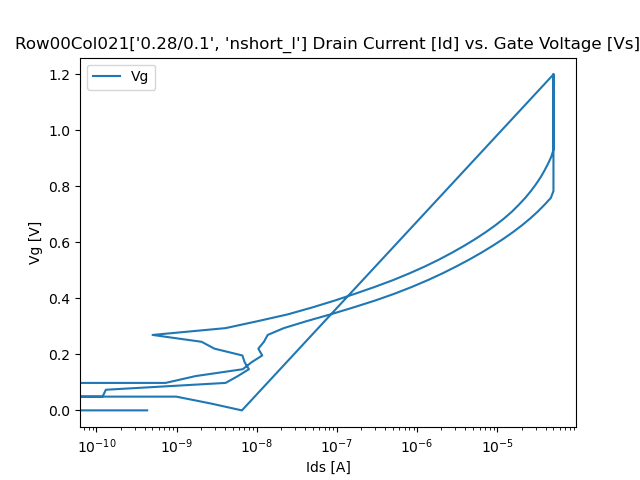 Row00Col021['0.28/0.1', 'nshort_l'] Drain Current [Id] vs. Gate Voltage [Vs]
Vg
1.2
1.0
0.8
0.6
0.4
0.2
0.0
Vg [V]
10⁻¹⁰ 10⁻⁹ 10⁻⁸ 10⁻⁷ 10⁻⁶ 10⁻⁵
Ids [A]